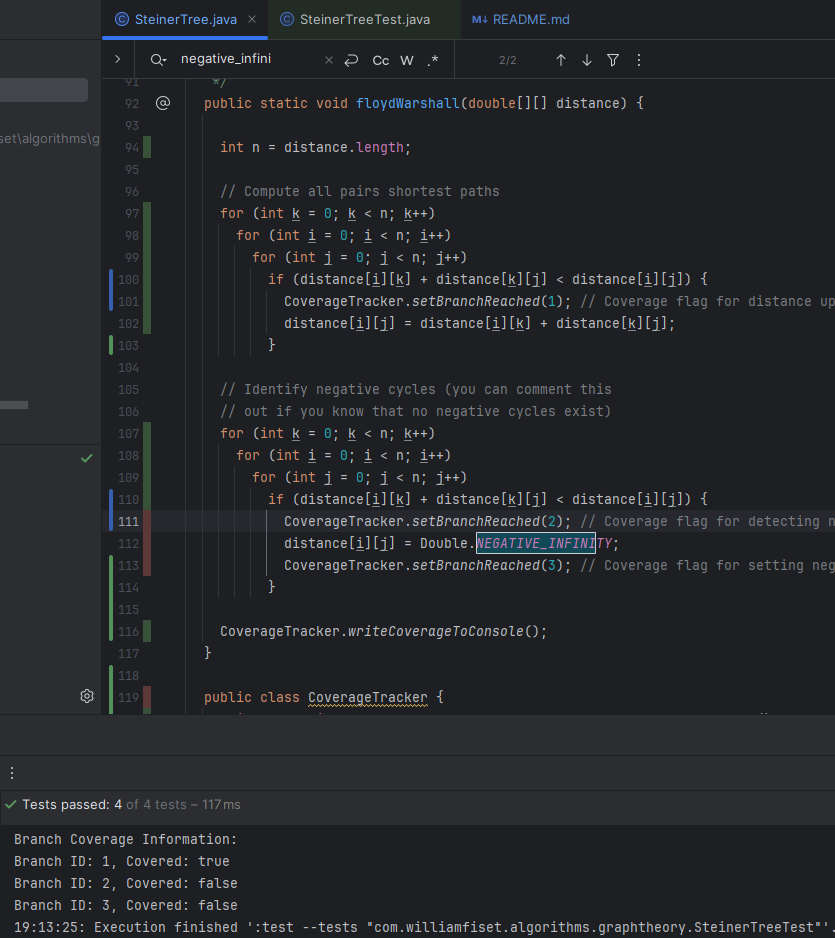 SteinerTree.java
SteinerTreeTest.java
M↓ README.md
negative_infini
Cc W .*
2/2
set\algorithms\g
91 */
92 public static void floydWarshall(double[][] distance) {
93
94 int n = distance.length;
95
96 // Compute all pairs shortest paths
97 for (int k = 0; k < n; k++)
98 for (int i = 0; i < n; i++)
99 for (int j = 0; j < n; j++)
100 if (distance[i][k] + distance[k][j] < distance[i][j]) {
101 CoverageTracker.setBranchReached(1); // Coverage flag for distance up
102 distance[i][j] = distance[i][k] + distance[k][j];
103 }
104
105 // Identify negative cycles (you can comment this
106 // out if you know that no negative cycles exist)
107 for (int k = 0; k < n; k++)
108 for (int i = 0; i < n; i++)
109 for (int j = 0; j < n; j++)
110 if (distance[i][k] + distance[k][j] < distance[i][j]) {
111 CoverageTracker.setBranchReached(2); // Coverage flag for detecting n
112 distance[i][j] = Double.NEGATIVE_INFINITY;
113 CoverageTracker.setBranchReached(3); // Coverage flag for setting neg
114 }
115
116 CoverageTracker.writeCoverageToConsole();
117 }
118
119 public class CoverageTracker {
Tests passed: 4 of 4 tests – 117 ms
Branch Coverage Information:
Branch ID: 1, Covered: true
Branch ID: 2, Covered: false
Branch ID: 3, Covered: false
19:13:25: Execution finished ':test --tests "com.williamfiset.algorithms.graphtheory.SteinerTreeTest"'.